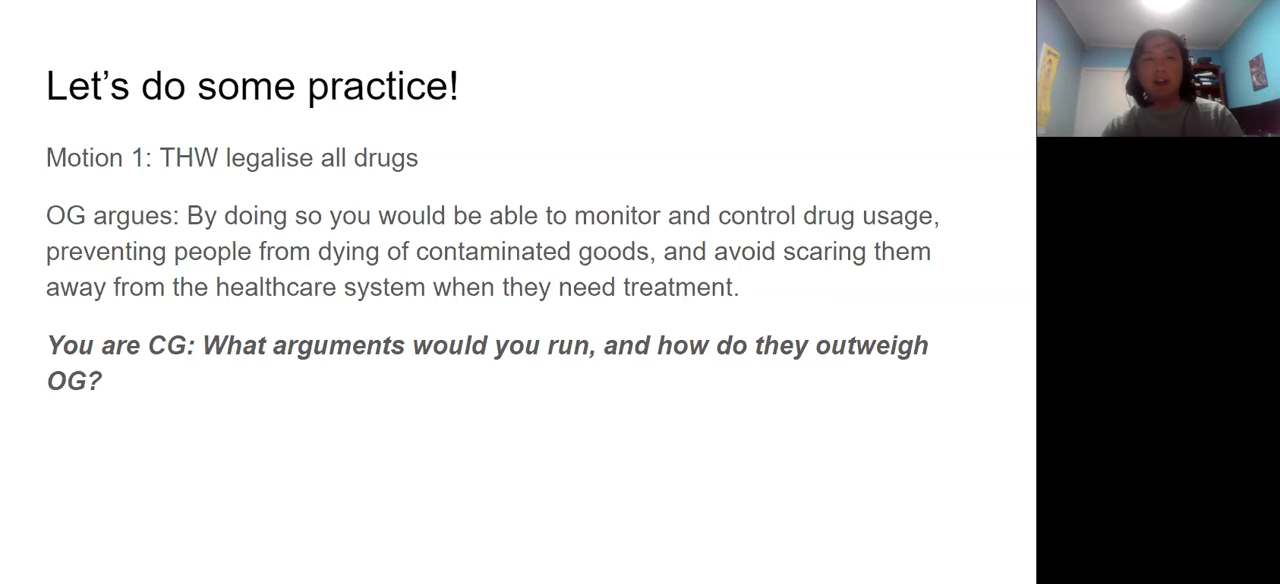 Let’s do some practice!
Motion 1: THW legalise all drugs
OG argues: By doing so you would be able to monitor and control drug usage,
preventing people from dying of contaminated goods, and avoid scaring them
away from the healthcare system when they need treatment.
You are CG: What arguments would you run, and how do they outweigh
OG?